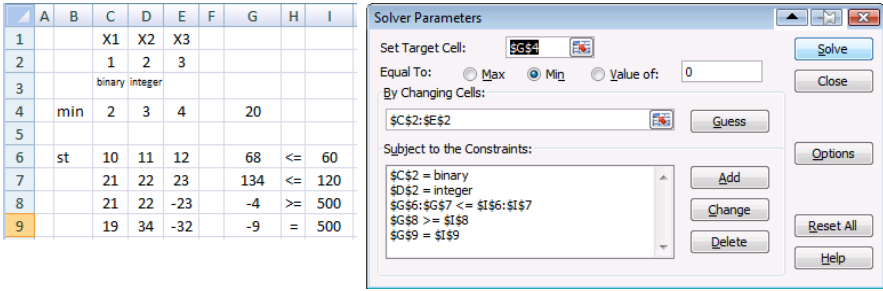 A B C D E F G H I
1 X1 X2 X3
2 1 2 3
3 binary integer
4 min 2 3 4 20
5
6 st 10 11 12 68 <= 60
7 21 22 23 134 <= 120
8 21 22 -23 -4 >= 500
9 19 34 -32 -9 = 500
Solver Parameters
Set Target Cell: $G$4 Solve
Equal To: Max Min Value of: 0 Close
By Changing Cells:
$C$2:$E$2 Guess
Subject to the Constraints: Options
$C$2 = binary Add
$D$2 = integer
$G$6:$G$7 <= $I$6:$I$7 Change
$G$8 >= $I$8
$G$9 = $I$9 Delete
Reset All
Help